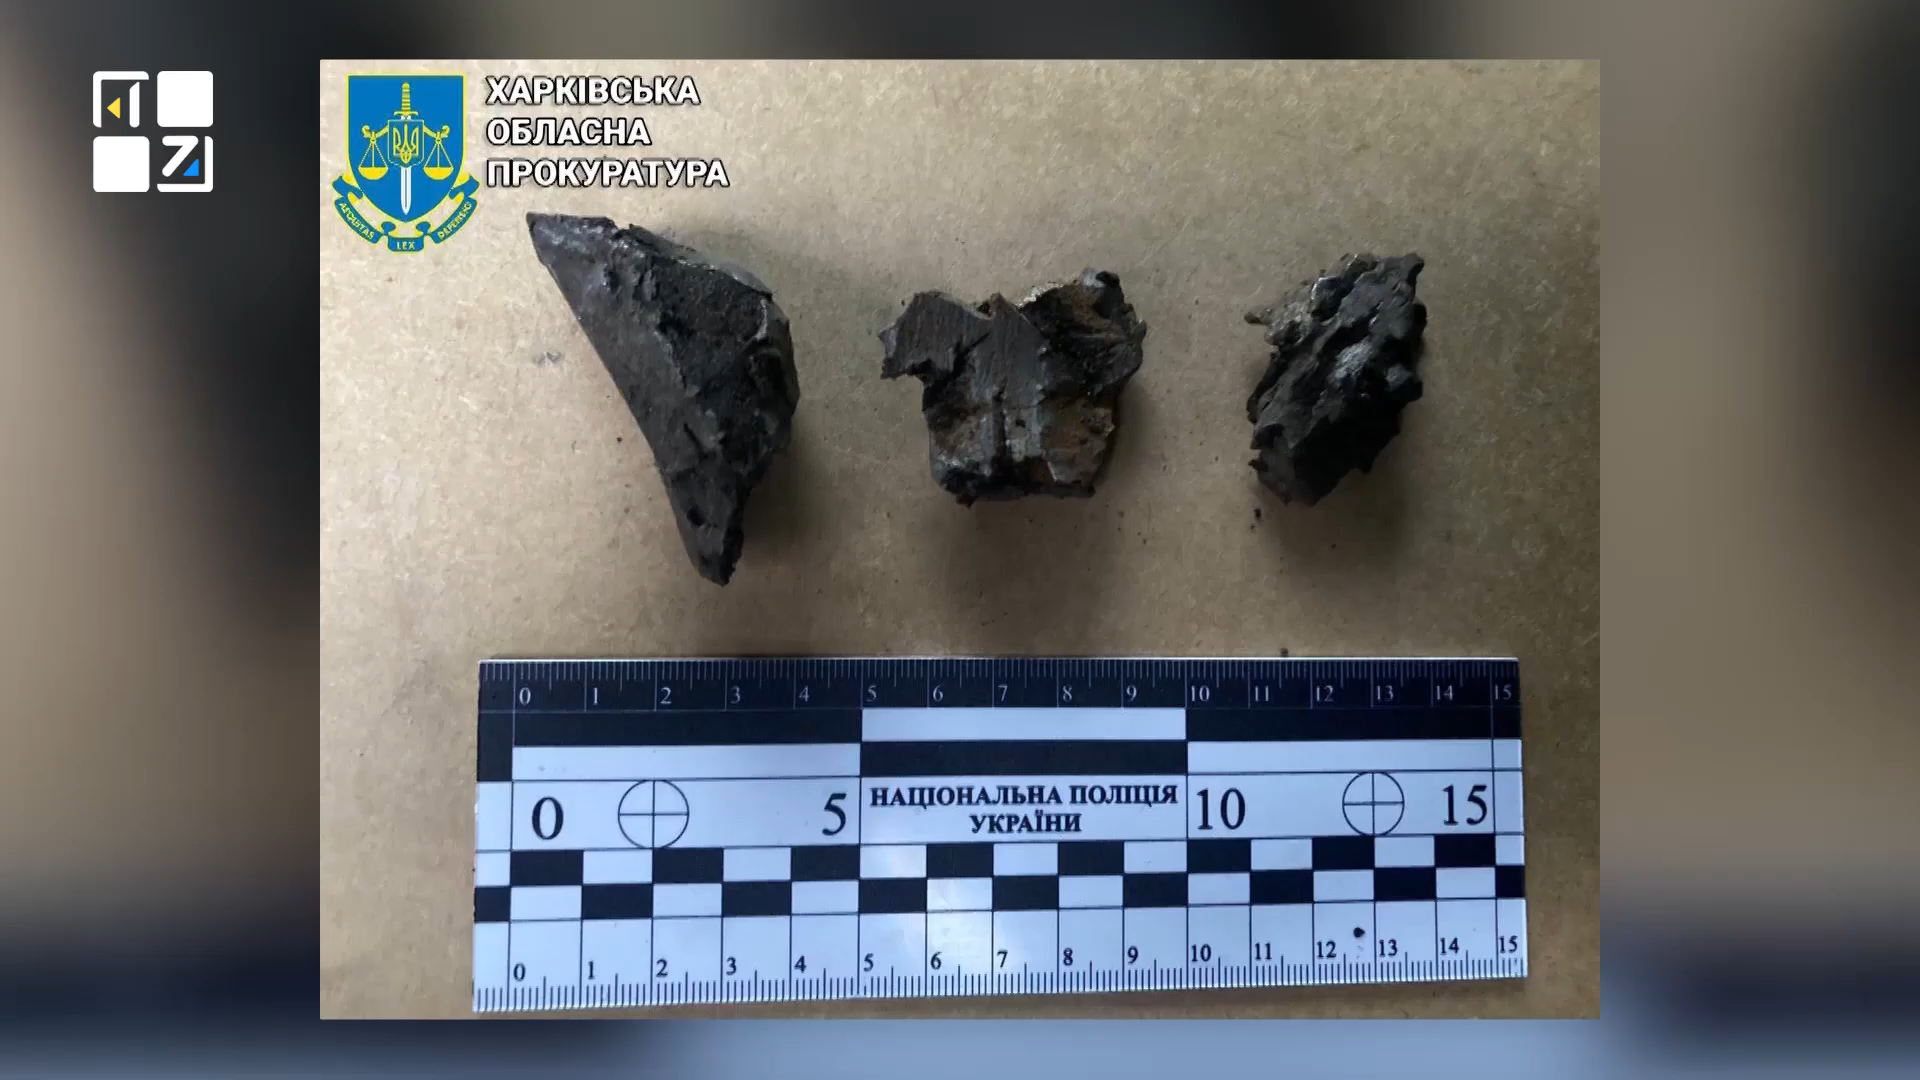 ХАРКІВСЬКА
ОБЛАСНА
ПРОКУРАТУРА
LEX
0 1 2 3 4 5 6 7 8 9 10 11 12 13 14 15
0 5 НАЦІОНАЛЬНА ПОЛІЦІЯ 10 15
УКРАЇНИ
0 1 2 3 4 5 6 7 8 9 10 11 12 13 14 15